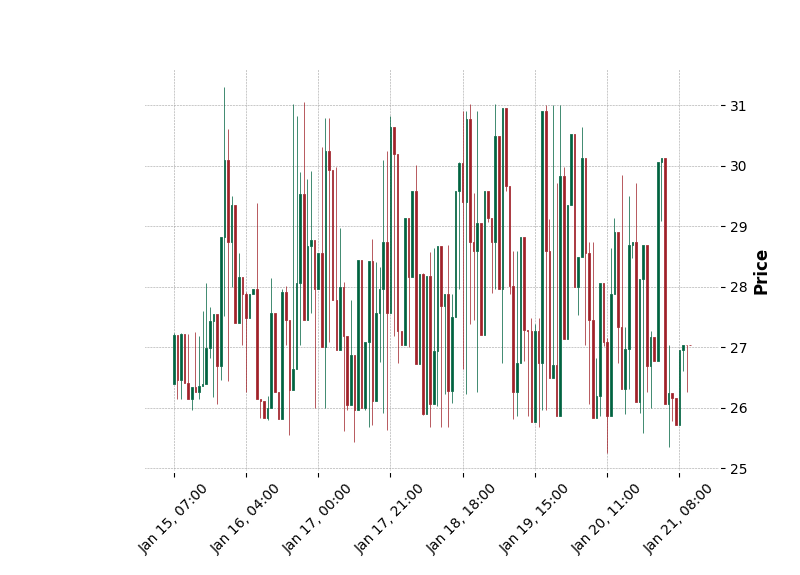 31
30
29
28
27
26
25
Price
Jan 15, 07:00
Jan 16, 04:00
Jan 17, 00:00
Jan 17, 21:00
Jan 18, 18:00
Jan 19, 15:00
Jan 20, 11:00
Jan 21, 08:00